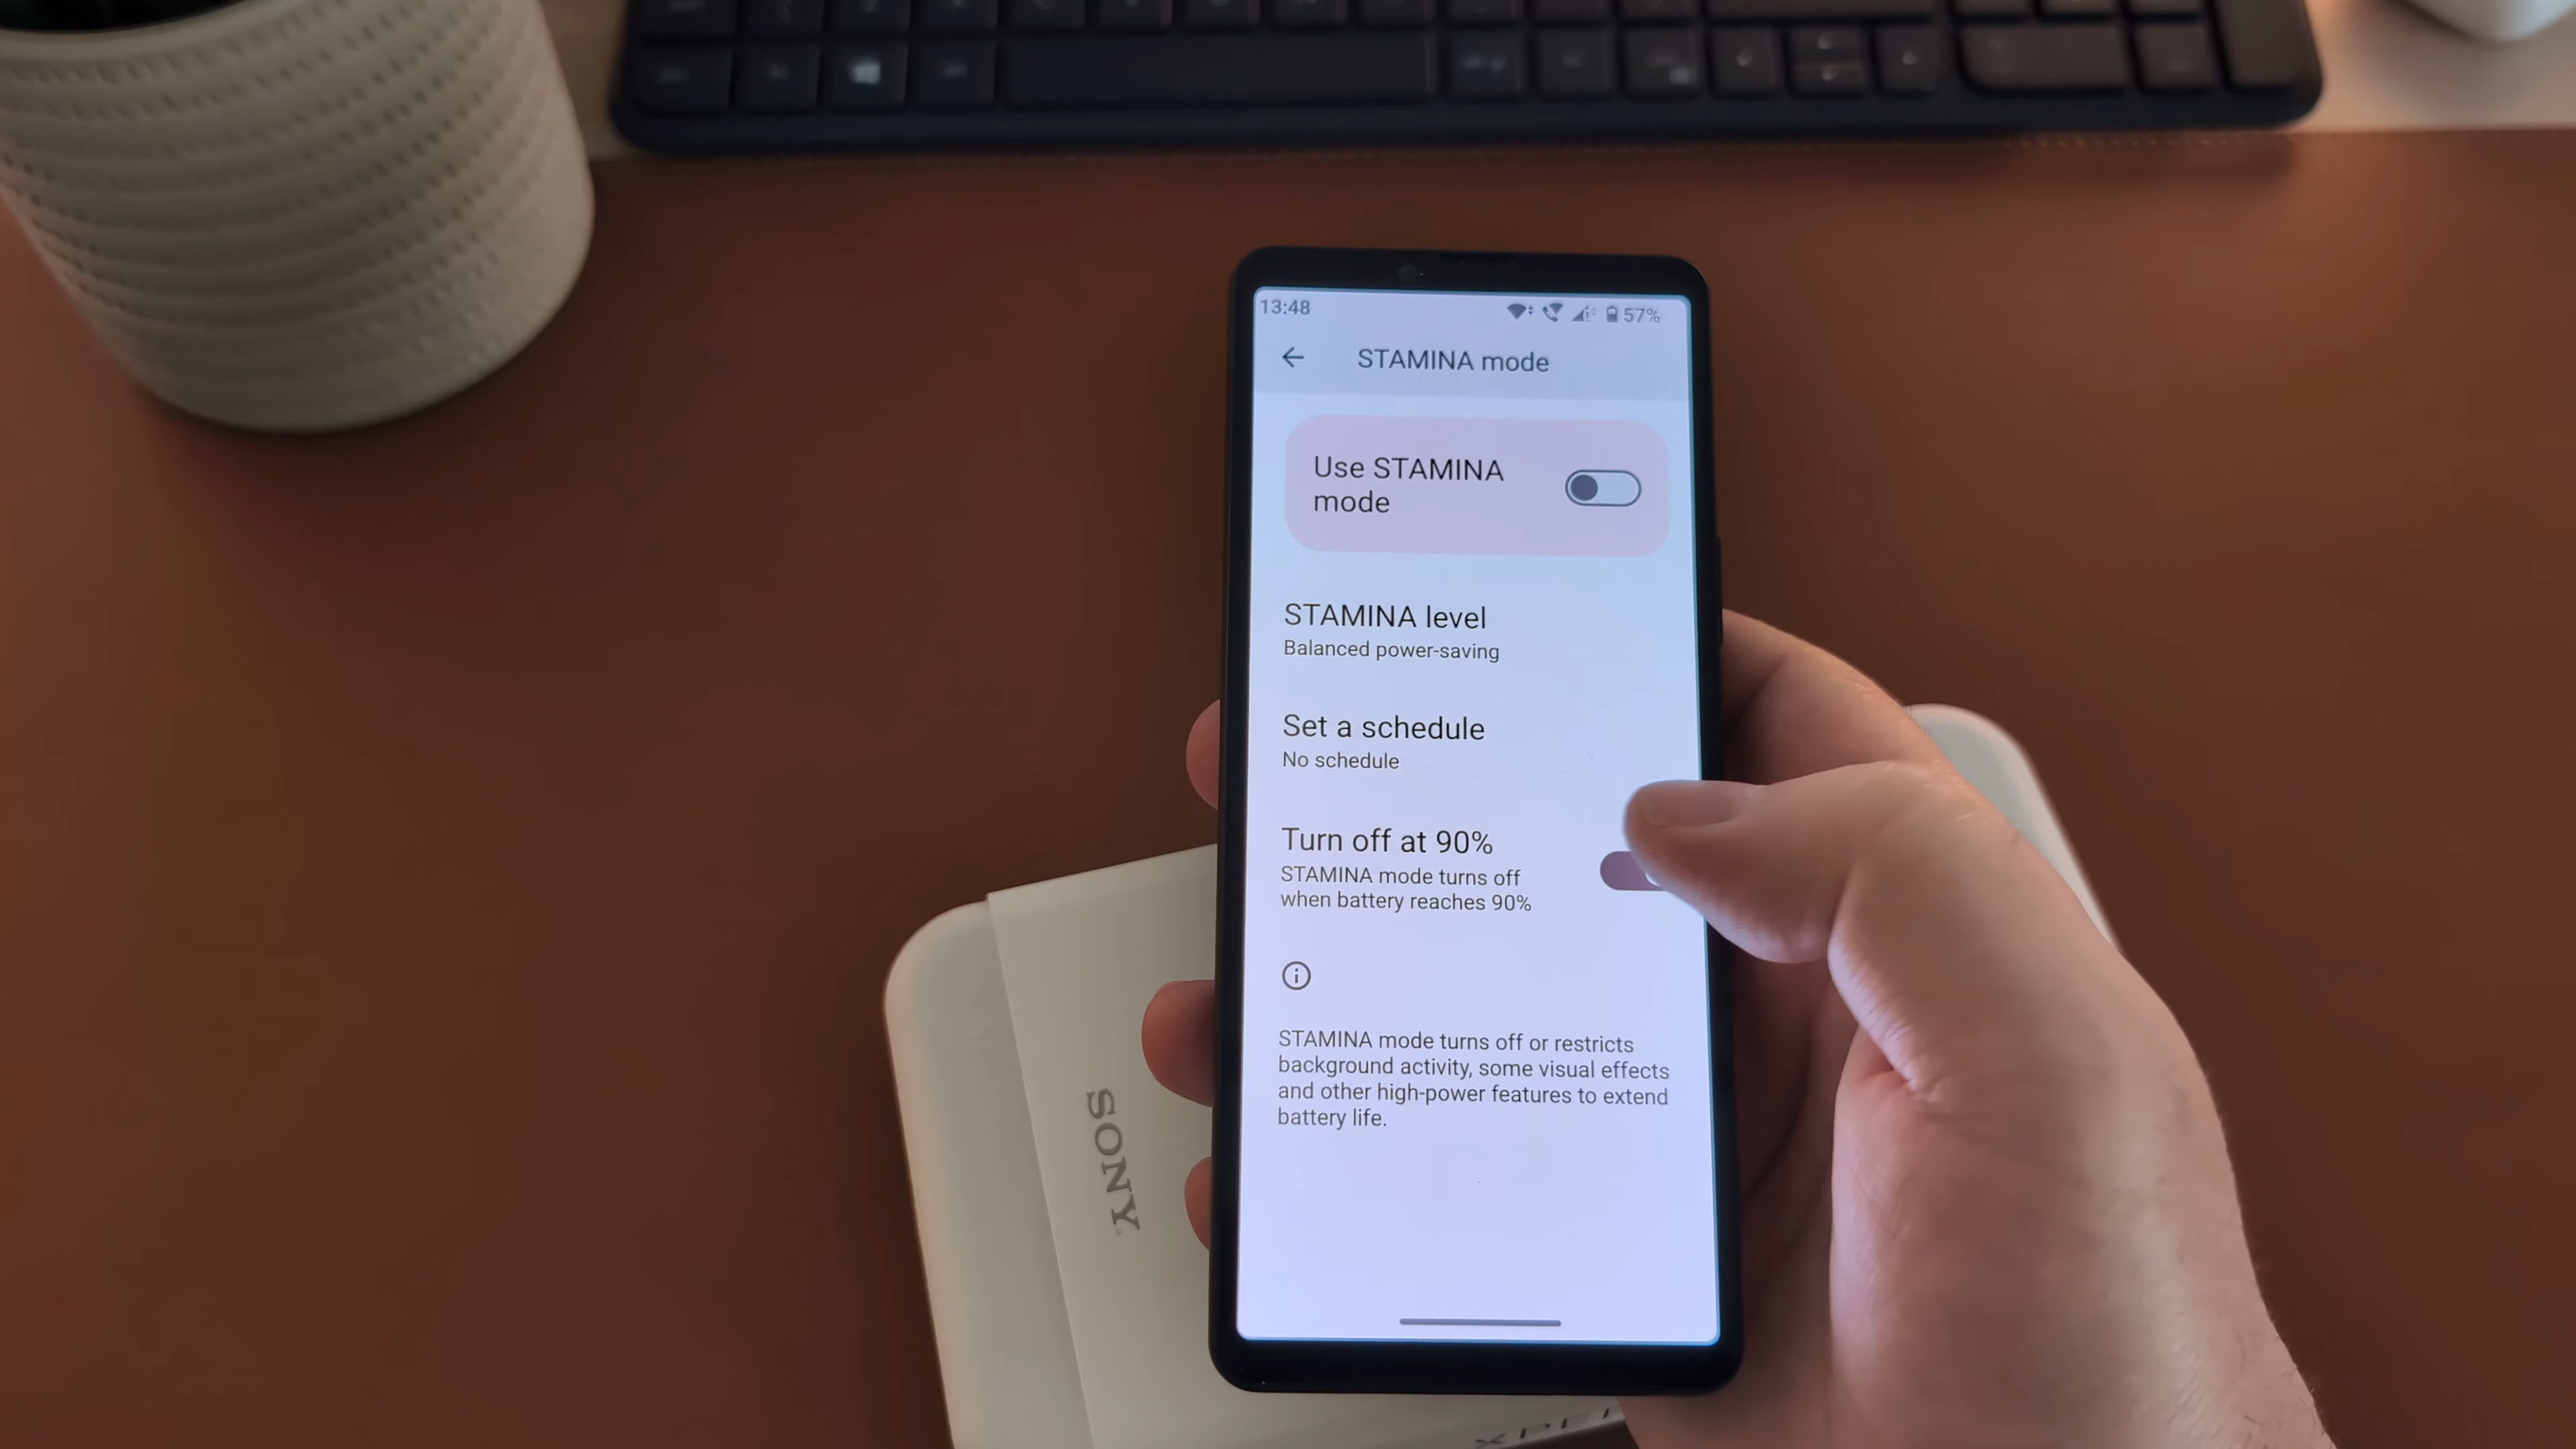 13:48
57%
STAMINA mode
Use STAMINA
mode
STAMINA level
Balanced power-saving
Set a schedule
No schedule
Turn off at 90%
STAMINA mode turns off
when battery reaches 90%
STAMINA mode turns off or restricts
background activity, some visual effects
and other high-power features to extend
battery life.
SONY